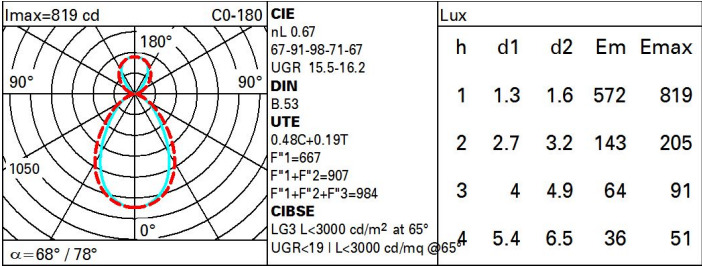 Imax=819 cd C0-180
180°
90° 90°
1050
0°
α=68° / 78°
CIE
nL 0.67
67-91-98-71-67
UGR 15.5-16.2
DIN
B.53
UTE
0.48C+0.19T
F"1=667
F"1+F"2=907
F"1+F"2+F"3=984
CIBSE
LG3 L<3000 cd/m² at 65°
UGR<19 | L<3000 cd/mq @65°
Lux
h d1 d2 Em Emax
1 1.3 1.6 572 819
2 2.7 3.2 143 205
3 4 4.9 64 91
4 5.4 6.5 36 51